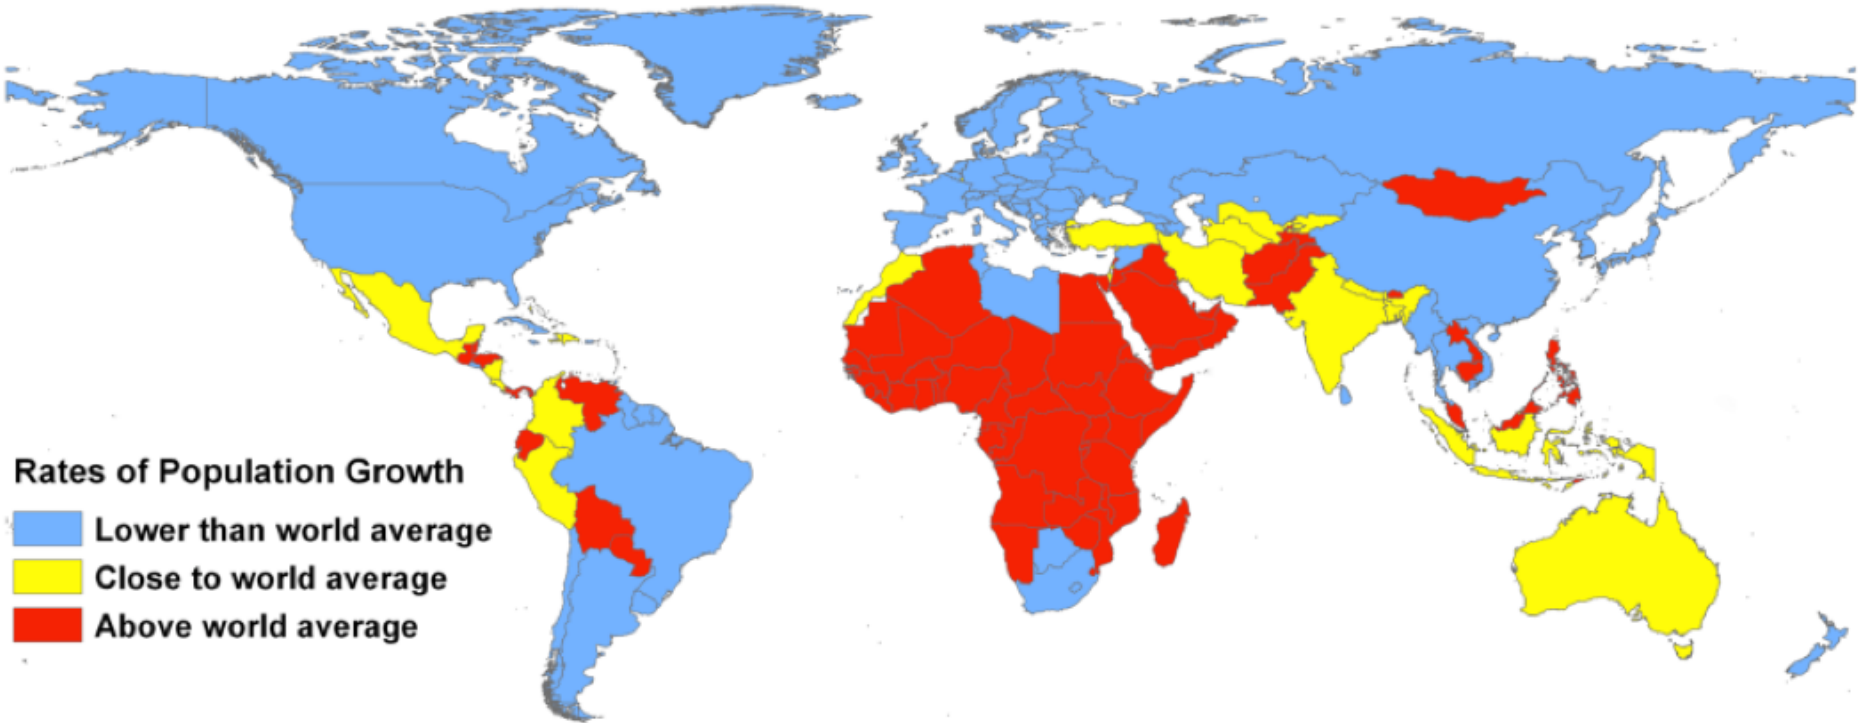 Rates of Population Growth
Lower than world average
Close to world average
Above world average